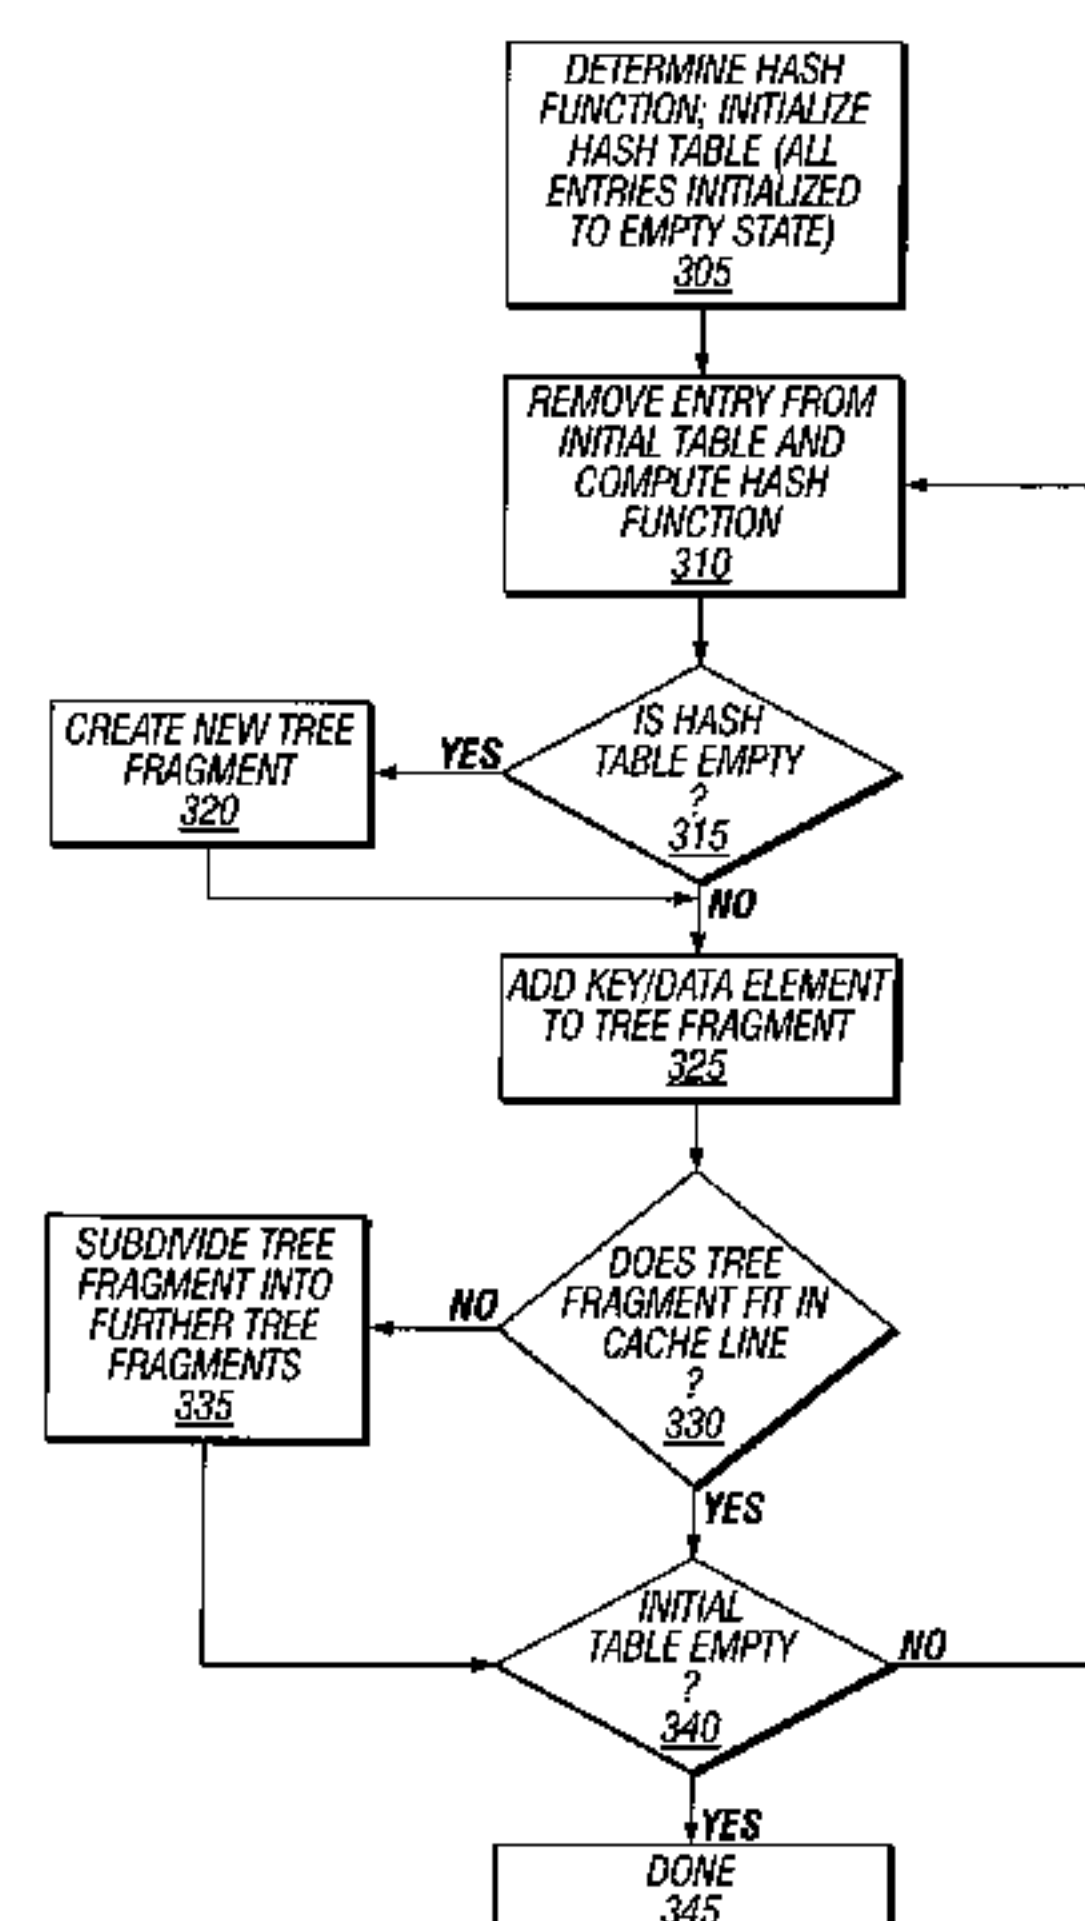 DETERMINE HASH
FUNCTION; INITIALIZE
HASH TABLE (ALL
ENTRIES INITIALIZED
TO EMPTY STATE)
305
REMOVE ENTRY FROM
INITIAL TABLE AND
COMPUTE HASH
FUNCTION
310
IS HASH
TABLE EMPTY
?
315
YES
CREATE NEW TREE
FRAGMENT
320
NO
ADD KEY/DATA ELEMENT
TO TREE FRAGMENT
325
DOES TREE
FRAGMENT FIT IN
CACHE LINE
?
330
NO
SUBDIVIDE TREE
FRAGMENT INTO
FURTHER TREE
FRAGMENTS
335
YES
INITIAL
TABLE EMPTY
?
340
NO
YES
DONE
345